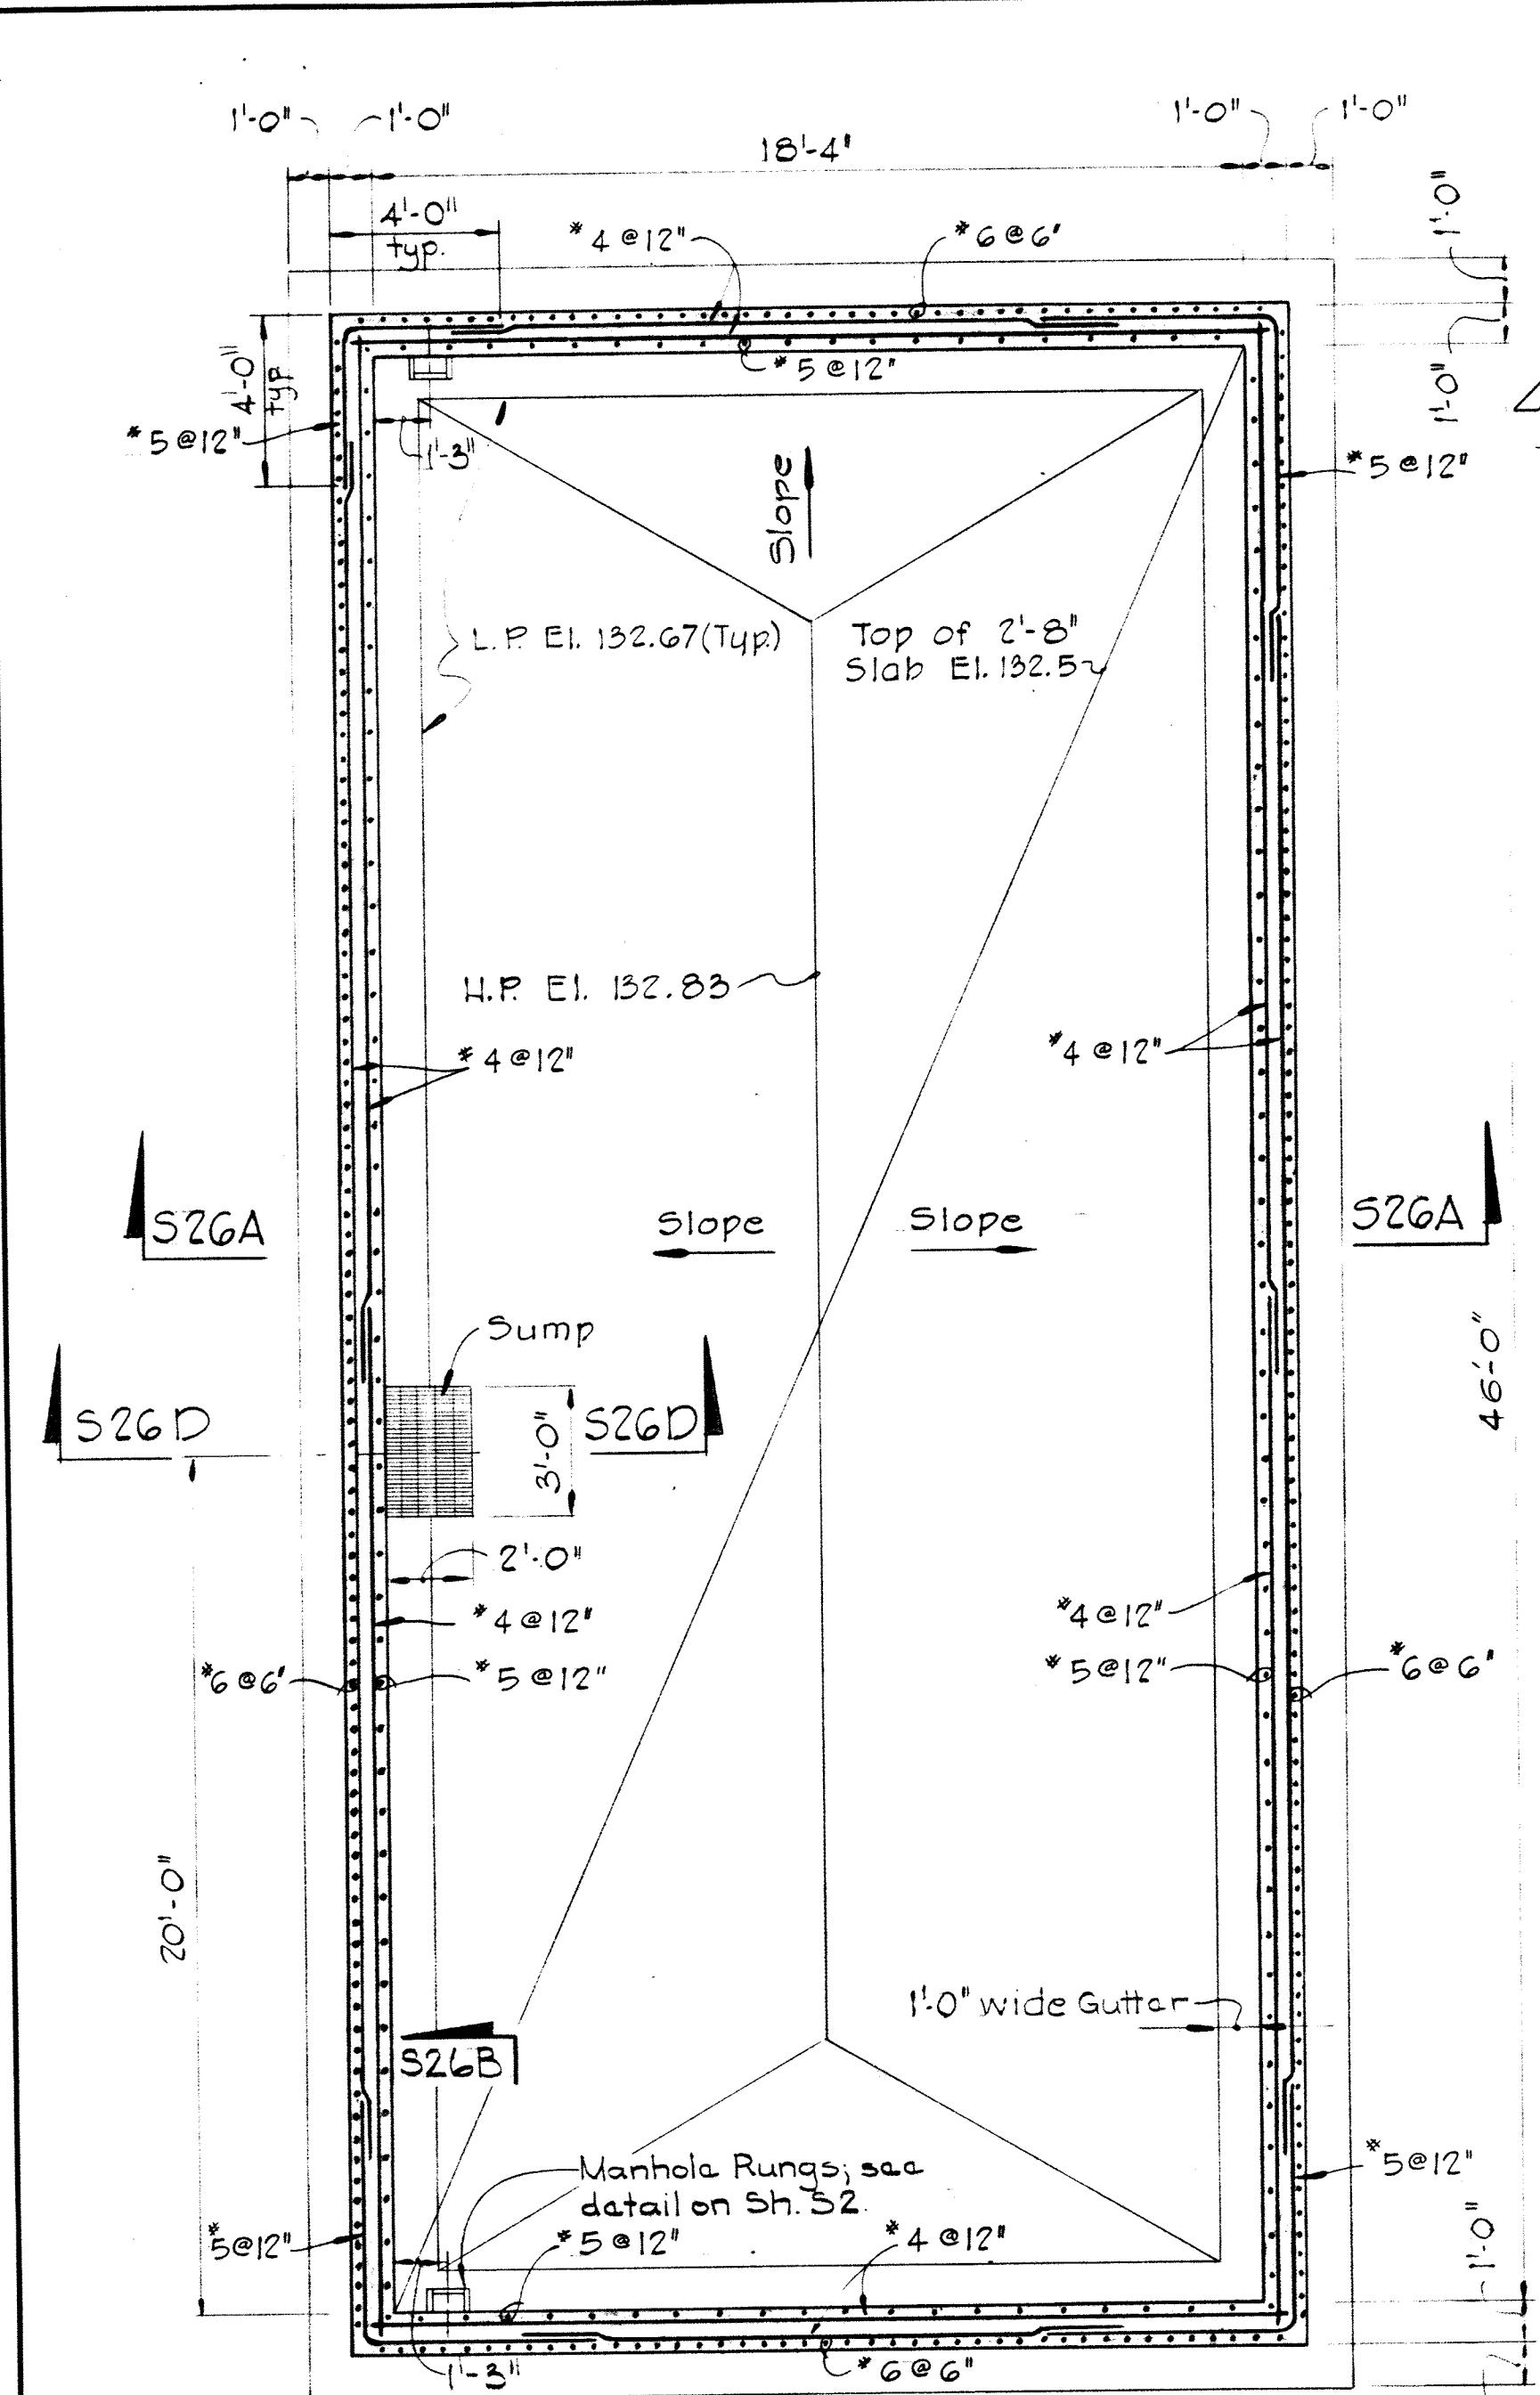 1'-0" 1'-0" 18'-4" 1'-0" 1'-0"
4'-0"
typ.
#4@12" #6@6"
1'-0"
1'-0"
4'-0"
typ
#5@12"
#5@12"
1'-3"
#5@12"
Slope
L.P. El. 132.67(Typ.)
Top of 2'-8"
Slab El. 132.5
H.P. El. 132.83
#4@12"
#4@12"
S26A
Slope
Slope
S26A
Sump
S26D
S26D
3'-0"
46'-0"
2'-0"
#4@12"
#4@12"
#6@6"
#5@12"
#5@12"
#6@6"
20'-0"
1'-0" wide Gutter
S26B
Manhole Rungs; see
detail on Sh. S2.
#5@12"
#5@12"
#5@12"
#4@12"
1'-0"
1'-3"
#6@6"